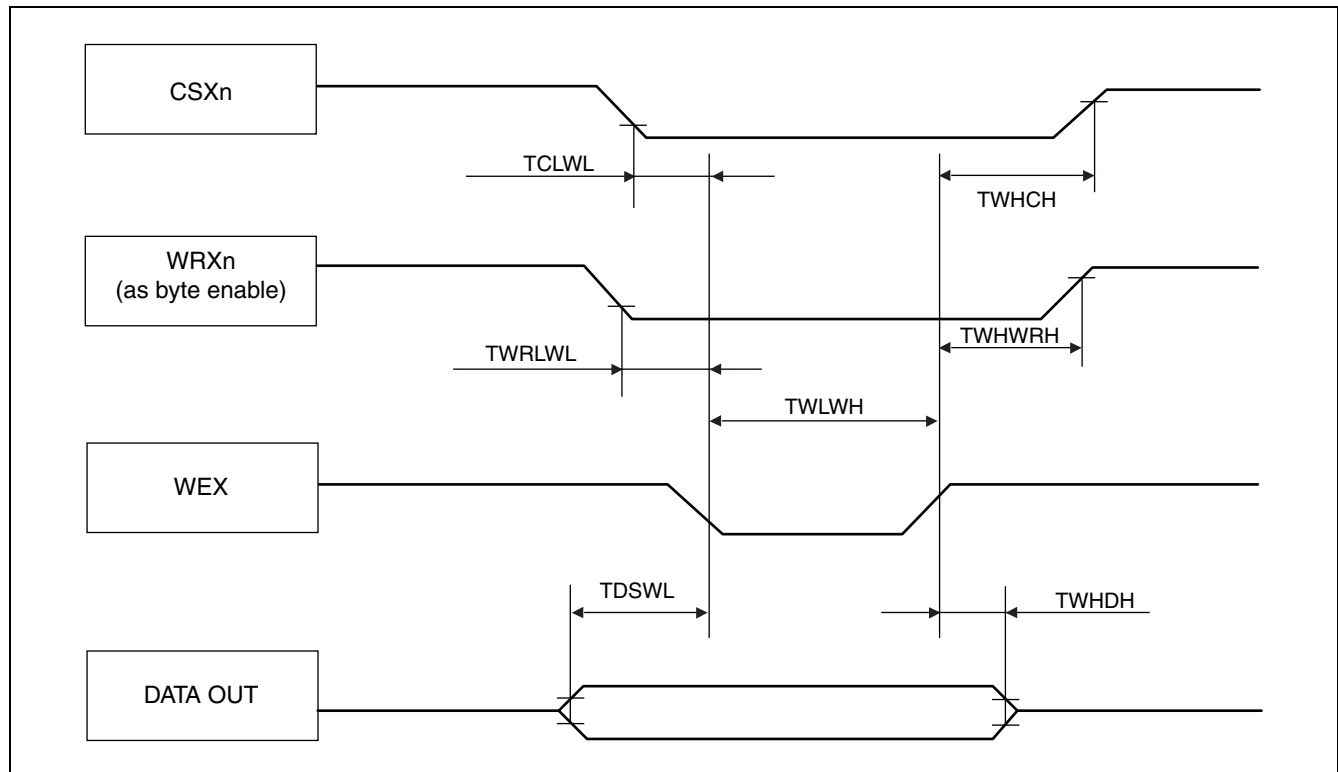 CSXn
TCLWL
TWHCH
WRXn
(as byte enable)
TWRLWL
TWHWRH
TWLWH
WEX
TDSWL
TWHDH
DATA OUT